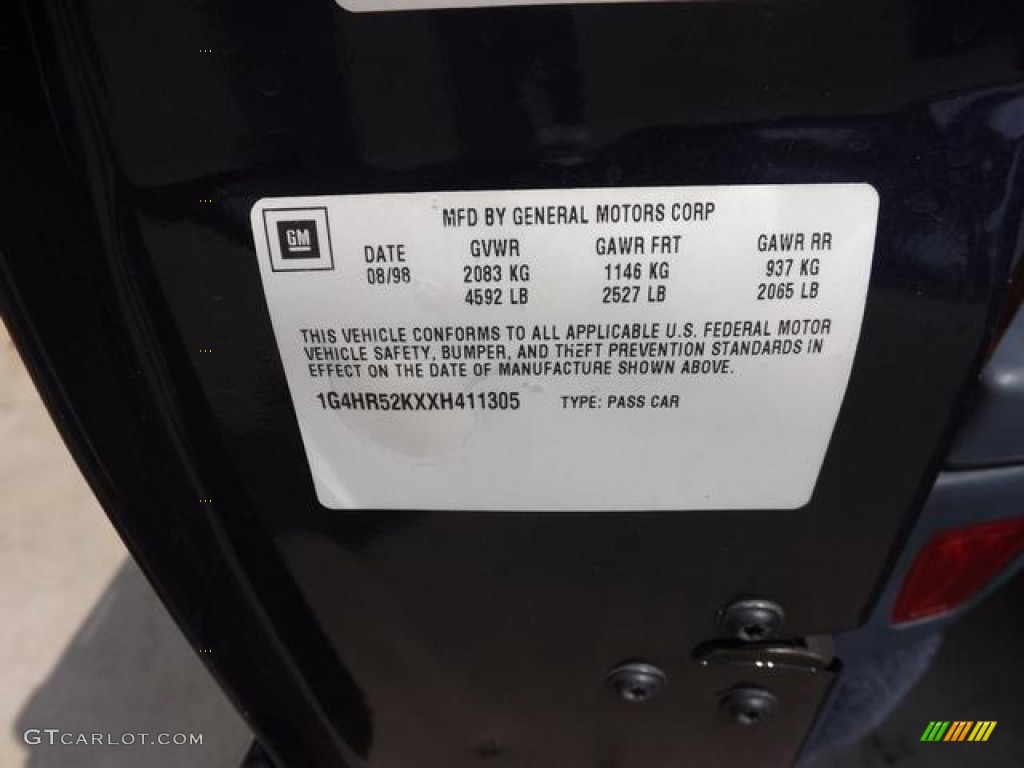 MFD BY GENERAL MOTORS CORP
GM
DATE GVWR GAWR FRT GAWR RR
08/98 2083 KG 1146 KG 937 KG
4592 LB 2527 LB 2065 LB
THIS VEHICLE CONFORMS TO ALL APPLICABLE U.S. FEDERAL MOTOR
VEHICLE SAFETY, BUMPER, AND THEFT PREVENTION STANDARDS IN
EFFECT ON THE DATE OF MANUFACTURE SHOWN ABOVE.
1G4HR52KXXH411305 TYPE: PASS CAR
GTCARLOT.COM